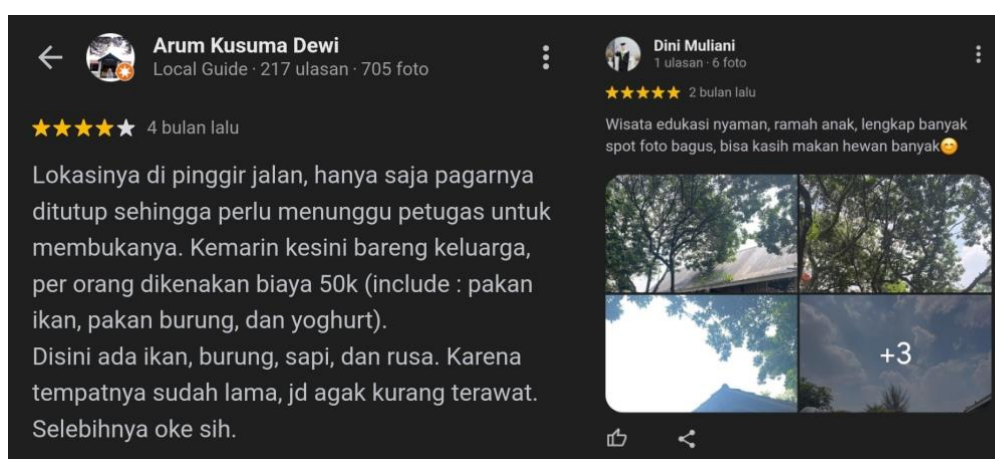 Arum Kusuma Dewi
Local Guide · 217 ulasan · 705 foto
4 bulan lalu
Lokasinya di pinggir jalan, hanya saja pagarnya
ditutup sehingga perlu menunggu petugas untuk
membukanya. Kemarin kesini bareng keluarga,
per orang dikenakan biaya 50k (include : pakan
ikan, pakan burung, dan yoghurt).
Disini ada ikan, burung, sapi, dan rusa. Karena
tempatnya sudah lama, jd agak kurang terawat.
Selebihnya oke sih.
Dini Muliani
1 ulasan · 6 foto
2 bulan lalu
Wisata edukasi nyaman, ramah anak, lengkap banyak
spot foto bagus, bisa kasih makan hewan banyak😊
+3